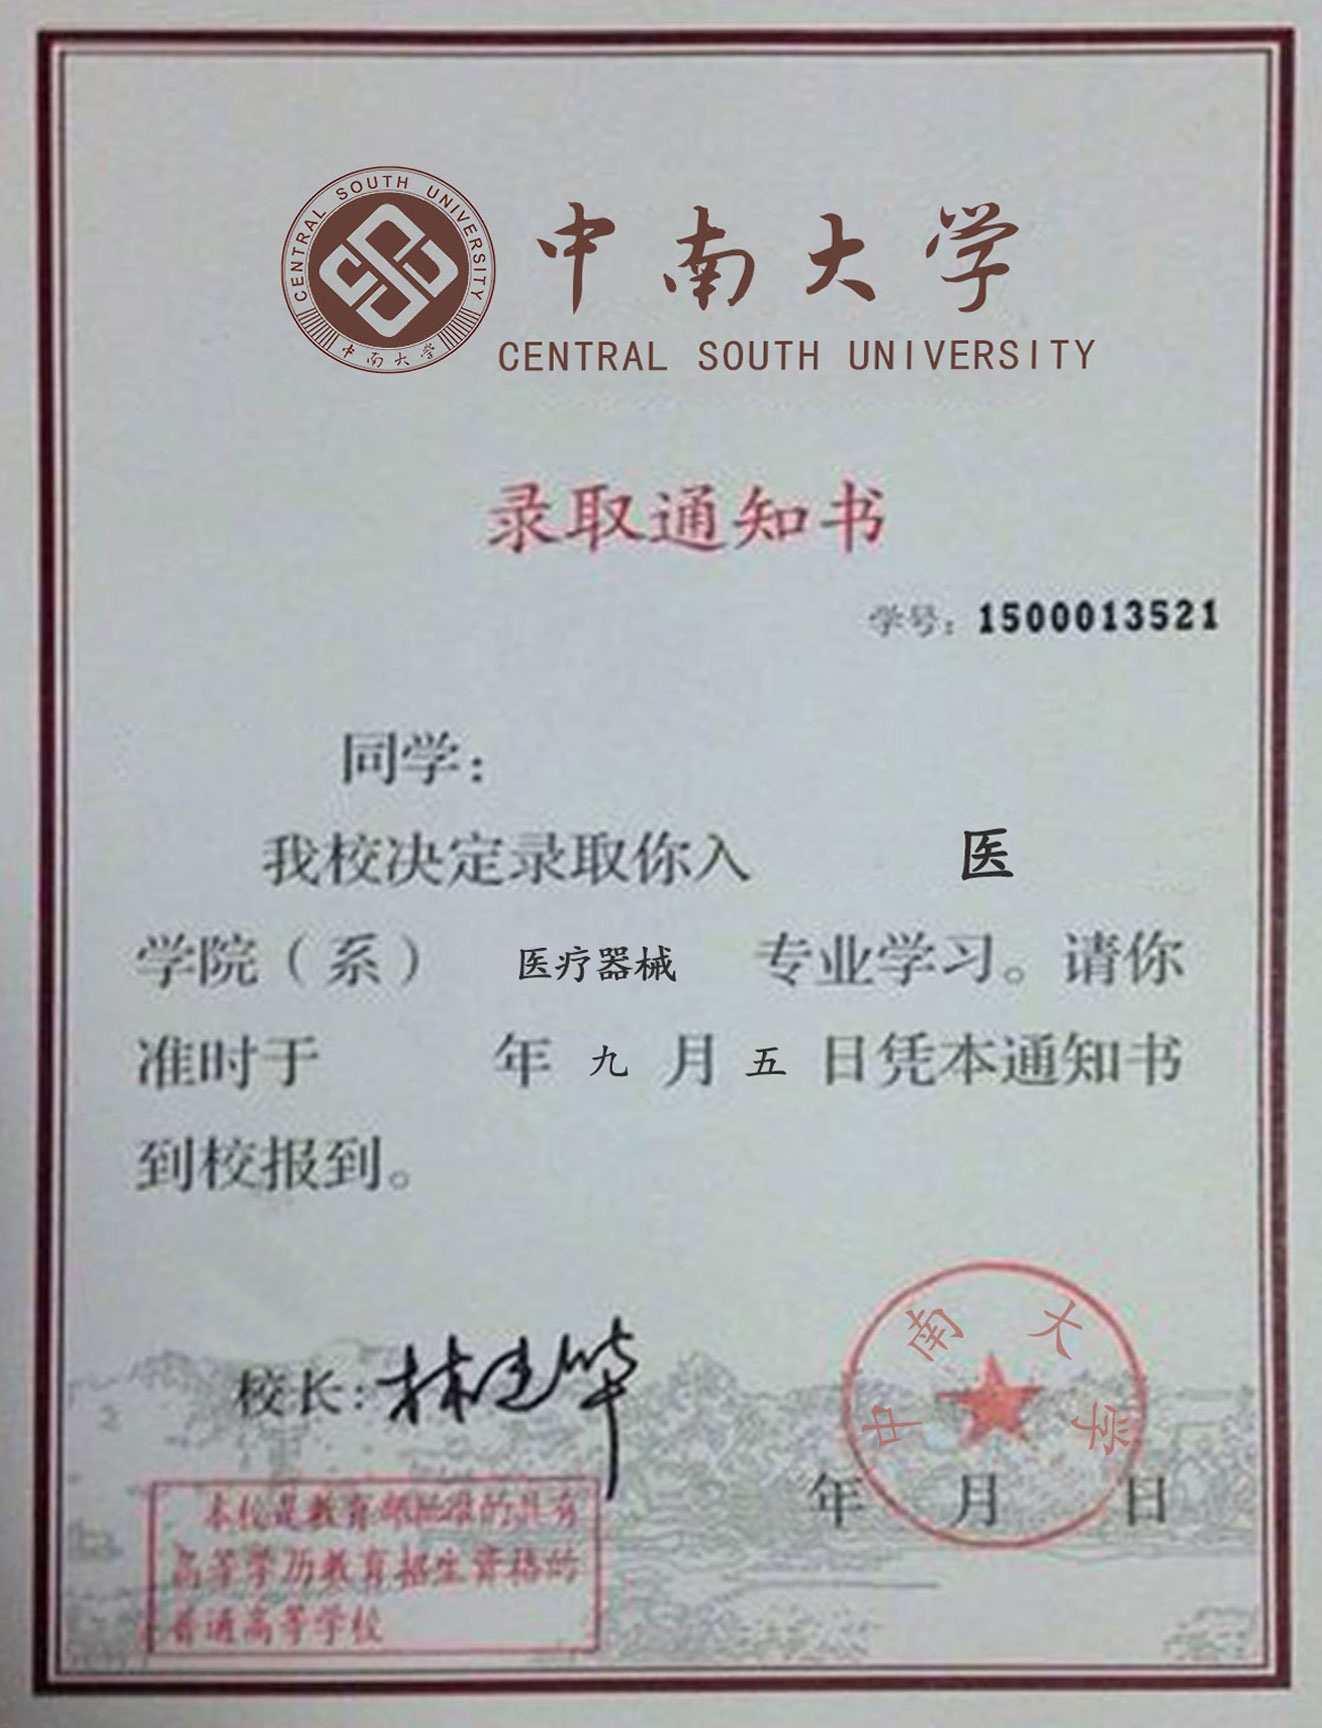 CENTRAL SOUTH UNIVERSITY
中南大学
中南大学
CENTRAL SOUTH UNIVERSITY
录取通知书
学号：1500013521
同学：
我校决定录取你入 医
学院（系） 医疗器械 专业学习。请你
准时于 年 九 月 五 日凭本通知书
到校报到。
校长：林建华
中南大学
年 月 日
本校是教育部批准的具有
高等学历教育招生资格的
普通高等学校